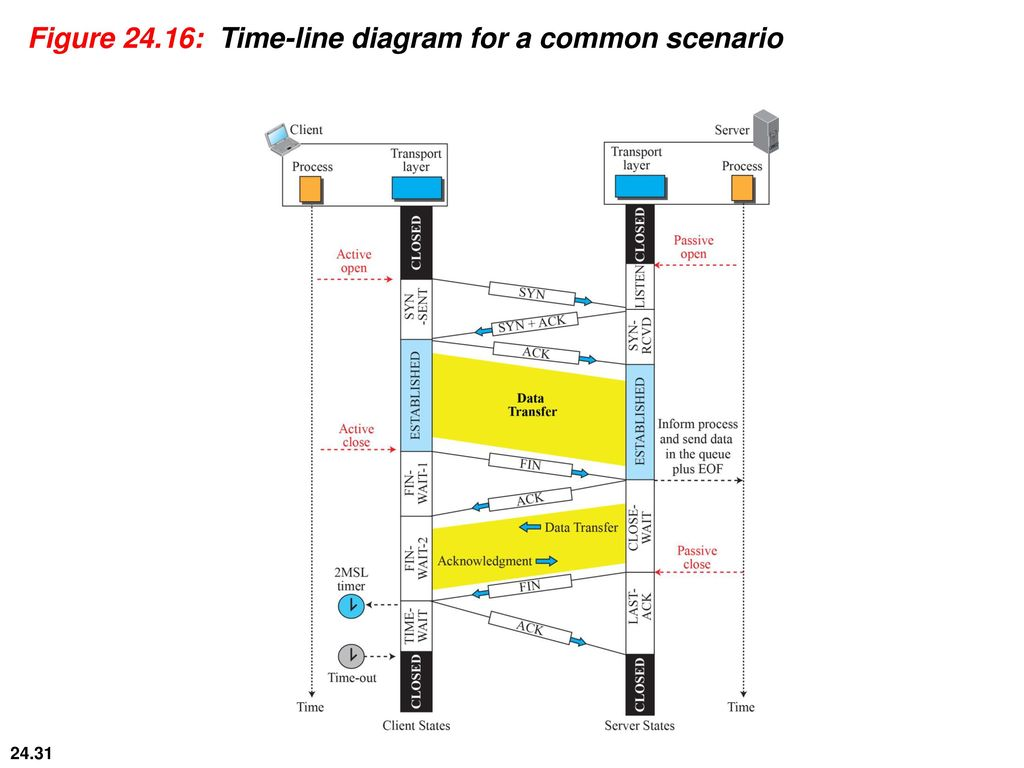 Figure 24.16: Time-line diagram for a common scenario
Client
Server
Process
Transport
layer
Transport
layer
Process
CLOSED
CLOSED
Active
open
Passive
open
LISTEN
SYN
-SENT
SYN
SYN + ACK
SYN-
RCVD
ACK
ESTABLISHED
Data
Transfer
ESTABLISHED
Active
close
Inform process
and send data
in the queue
plus EOF
FIN
FIN-
WAIT-1
ACK
Data Transfer
CLOSE-
WAIT
FIN-
WAIT-2
Acknowledgment
Passive
close
2MSL
timer
FIN
TIME-
WAIT
LAST-
ACK
ACK
Time-out
CLOSED
CLOSED
Time
Time
Client States
Server States
24.31